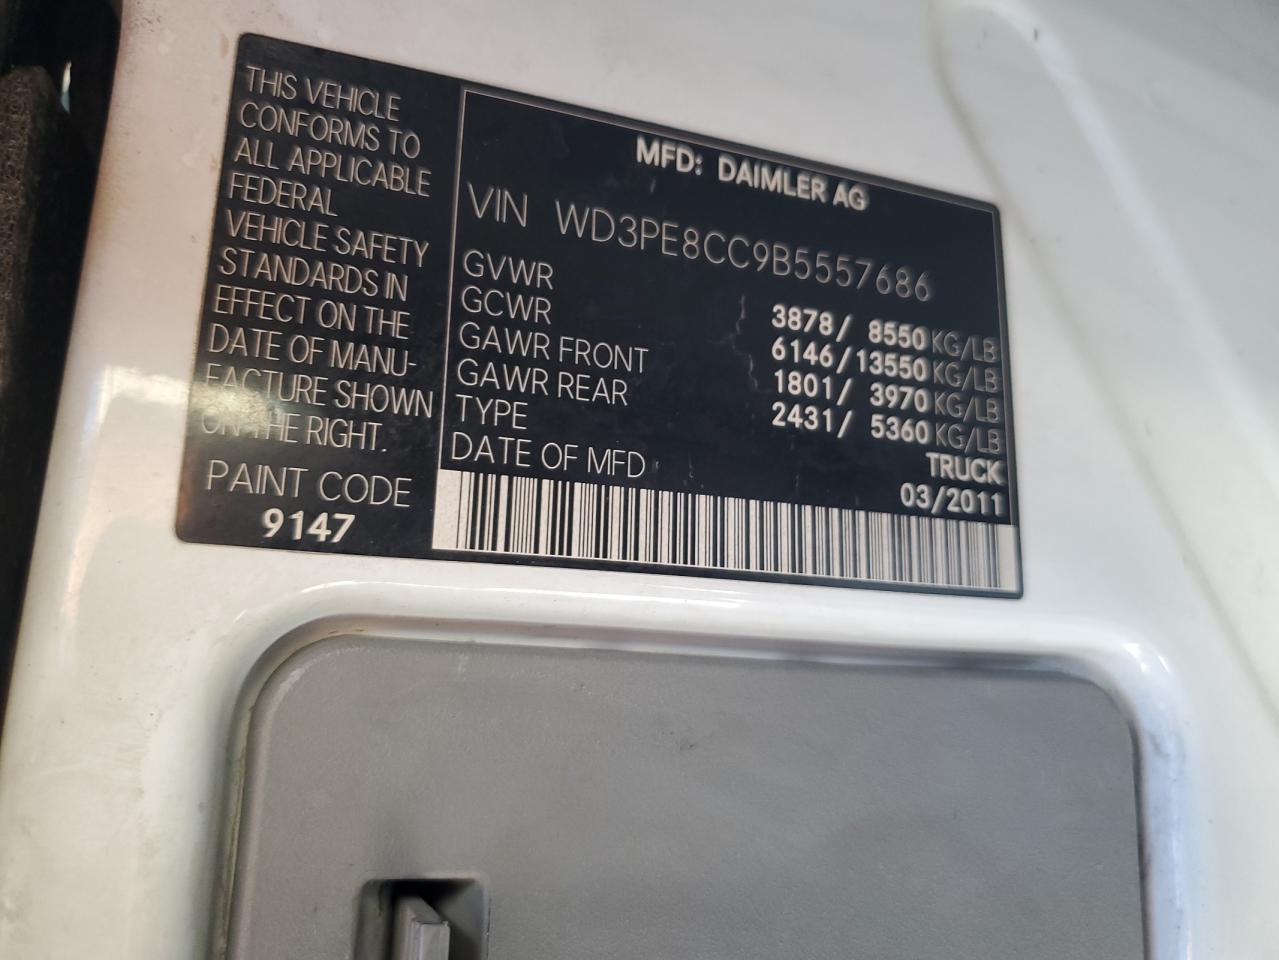 THIS VEHICLE
CONFORMS TO
ALL APPLICABLE
FEDERAL
VEHICLE SAFETY
STANDARDS IN
EFFECT ON THE
DATE OF MANU-
FACTURE SHOWN
ON THE RIGHT.
PAINT CODE
9147
MFD: DAIMLER AG
VIN WD3PE8CC9B5557686
GVWR 3878/ 8550 KG/LB
GCWR 6146/13550 KG/LB
GAWR FRONT 1801/ 3970 KG/LB
GAWR REAR 2431/ 5360 KG/LB
TYPE TRUCK
DATE OF MFD 03/2011